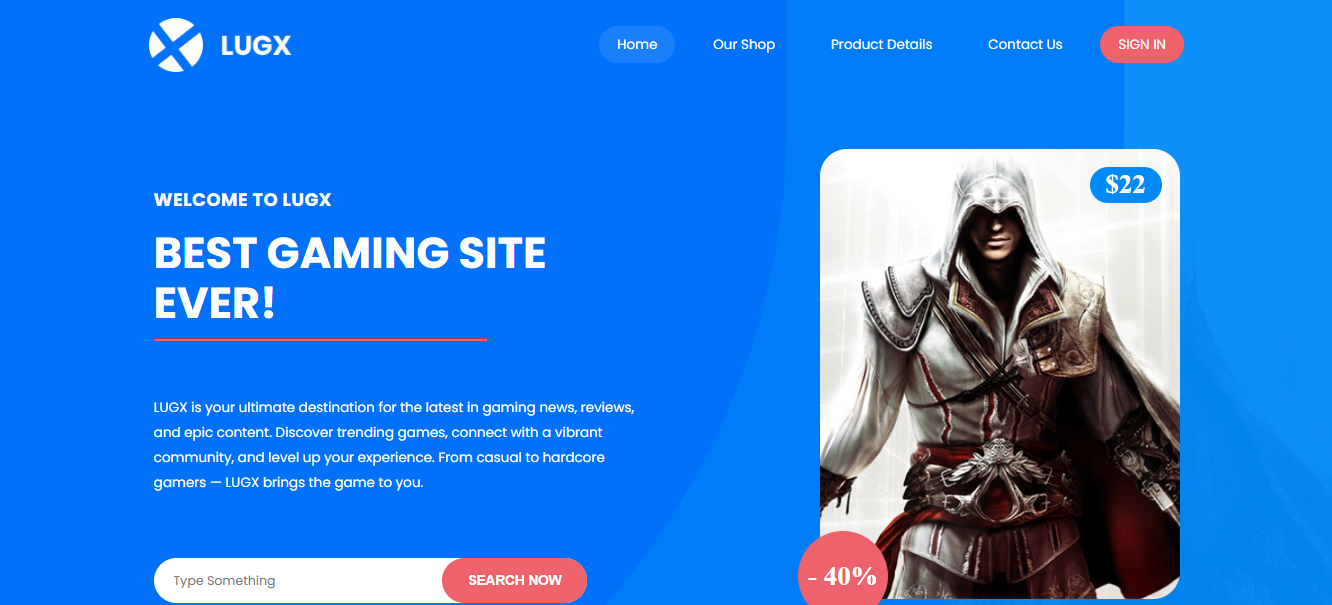 LUGX
Home
Our Shop
Product Details
Contact Us
SIGN IN
WELCOME TO LUGX
BEST GAMING SITE
EVER!
LUGX is your ultimate destination for the latest in gaming news, reviews,
and epic content. Discover trending games, connect with a vibrant
community, and level up your experience. From casual to hardcore
gamers — LUGX brings the game to you.
Type Something
SEARCH NOW
$22
- 40%